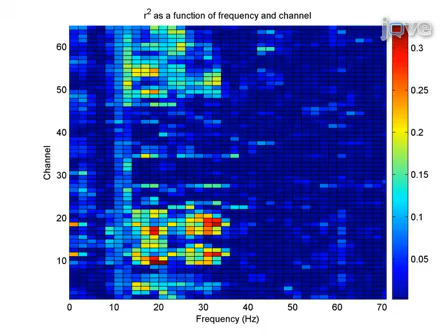 r² as a function of frequency and channel
jove
Channel
60
50
40
30
20
10
0 10 20 30 40 50 60 70
Frequency (Hz)
0.3
0.25
0.2
0.15
0.1
0.05